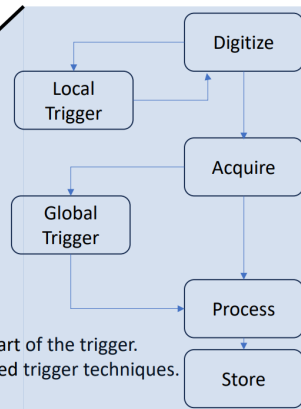 Digitize
Local
Trigger
Acquire
Global
Trigger
Process
art of the trigger.
ed trigger techniques.
Store